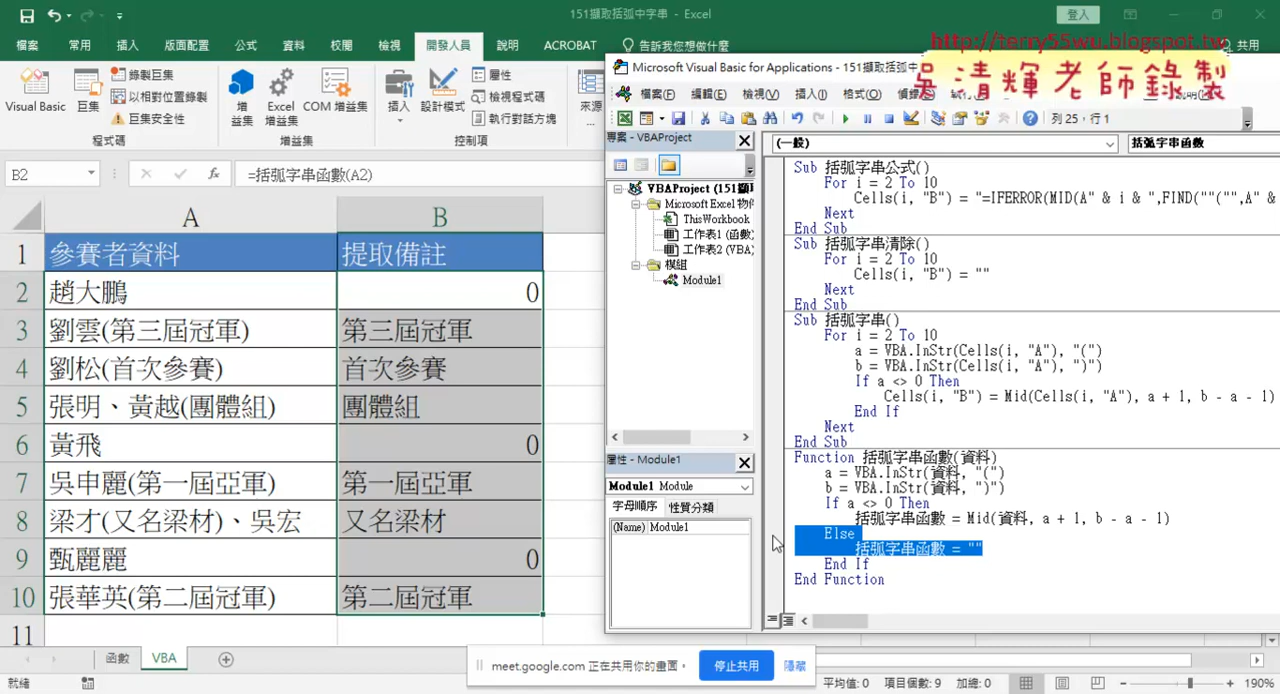 151擷取括弧中字串 - Excel
登入
檔案 常用 插入 版面配置 公式 資料 校閱 檢視 開發人員 說明 ACROBAT 告訴我您想做什麼 共用
http://terry55wu.blogspot.tw
吳清輝老師錄製
Visual Basic
巨集
錄製巨集
以相對位置錄製
巨集安全性
程式碼
增益集
Excel 增益集
COM 增益集
增益集
插入
設計模式
屬性
檢視程式碼
執行對話方塊
控制項
來源
B2
fx
=括弧字串函數(A2)
A B
1 參賽者資料 提取備註
2 趙大鵬 0
3 劉雲(第三屆冠軍) 第三屆冠軍
4 劉松(首次參賽) 首次參賽
5 張明、黃越(團體組) 團體組
6 黃飛 0
7 吳申麗(第一屆亞軍) 第一屆亞軍
8 梁才(又名梁材)、吳宏 又名梁材
9 甄麗麗 0
10 張華英(第二屆冠軍) 第二屆冠軍
11
函數 VBA
就緒
平均值: 0 項目個數: 9 加總: 0
190%
meet.google.com 正在共用你的畫面。
停止共用
隱藏
Microsoft Visual Basic for Applications - 151擷取括弧中
檔案(F) 編輯(E) 檢視(V) 插入(I) 格式(O)
列 25，行 1
專案 - VBAProject
VBAProject (151擷
Microsoft Excel 物件
ThisWorkbook
工作表1 (函數)
工作表2 (VBA)
模組
Module1
屬性 - Module1
Module1 Module
字母順序 性質分類
(Name) Module1
(一般) 括弧字串函數
Sub 括弧字串公式()
For i = 2 To 10
Cells(i, "B") = "=IFERROR(MID(A" & i & ",FIND(""("",A" &
Next
End Sub
Sub 括弧字串清除()
For i = 2 To 10
Cells(i, "B") = ""
Next
End Sub
Sub 括弧字串()
For i = 2 To 10
a = VBA.InStr(Cells(i, "A"), "(")
b = VBA.InStr(Cells(i, "A"), ")")
If a <> 0 Then
Cells(i, "B") = Mid(Cells(i, "A"), a + 1, b - a - 1)
End If
Next
End Sub
Function 括弧字串函數(資料)
a = VBA.InStr(資料, "(")
b = VBA.InStr(資料, ")")
If a <> 0 Then
括弧字串函數 = Mid(資料, a + 1, b - a - 1)
Else
括弧字串函數 = ""
End If
End Function